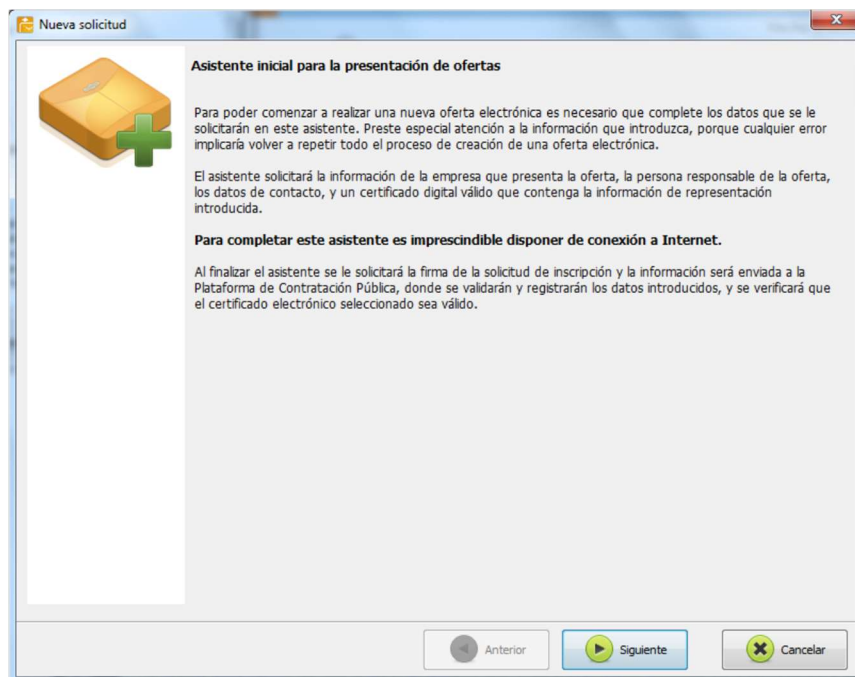 Nueva solicitud
Asistente inicial para la presentación de ofertas
Para poder comenzar a realizar una nueva oferta electrónica es necesario que complete los datos que se le
solicitarán en este asistente. Preste especial atención a la información que introduzca, porque cualquier error
implicaría volver a repetir todo el proceso de creación de una oferta electrónica.
El asistente solicitará la información de la empresa que presenta la oferta, la persona responsable de la oferta,
los datos de contacto, y un certificado digital válido que contenga la información de representación
introducida.
Para completar este asistente es imprescindible disponer de conexión a Internet.
Al finalizar el asistente se le solicitará la firma de la solicitud de inscripción y la información será enviada a la
Plataforma de Contratación Pública, donde se validarán y registrarán los datos introducidos, y se verificará que
el certificado electrónico seleccionado sea válido.
Anterior
Siguiente
Cancelar